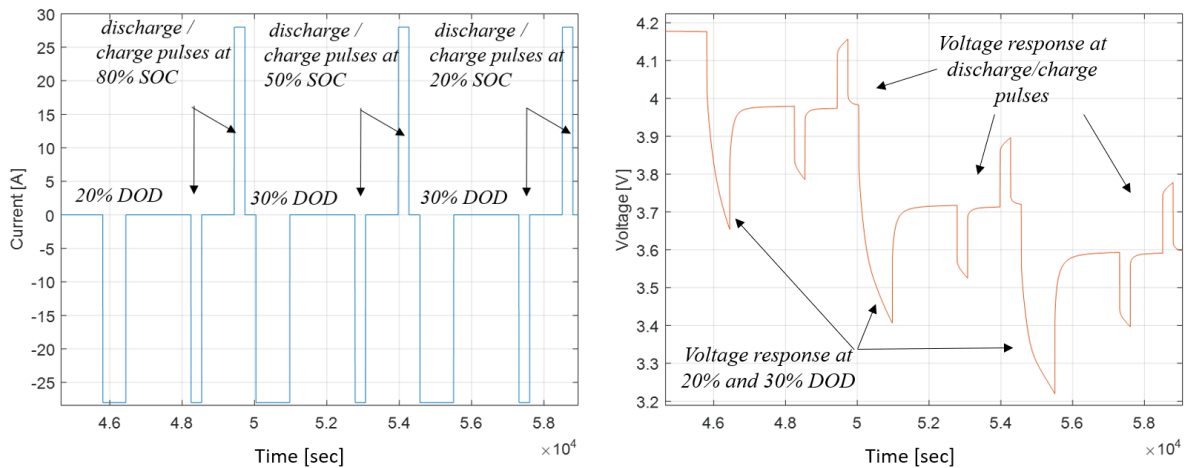 30
25
20
15
10
5
0
-5
-10
-15
-20
-25
Current [A]
discharge /
charge pulses at
80% SOC
discharge /
charge pulses at
50% SOC
discharge /
charge pulses at
20% SOC
20% DOD
30% DOD
30% DOD
4.6 4.8 5 5.2 5.4 5.6 5.8
×10⁴
Time [sec]
4.2
4.1
4
3.9
3.8
3.7
3.6
3.5
3.4
3.3
3.2
Voltage [V]
Voltage response at
discharge/charge
pulses
Voltage response at
20% and 30% DOD
4.6 4.8 5 5.2 5.4 5.6 5.8
×10⁴
Time [sec]